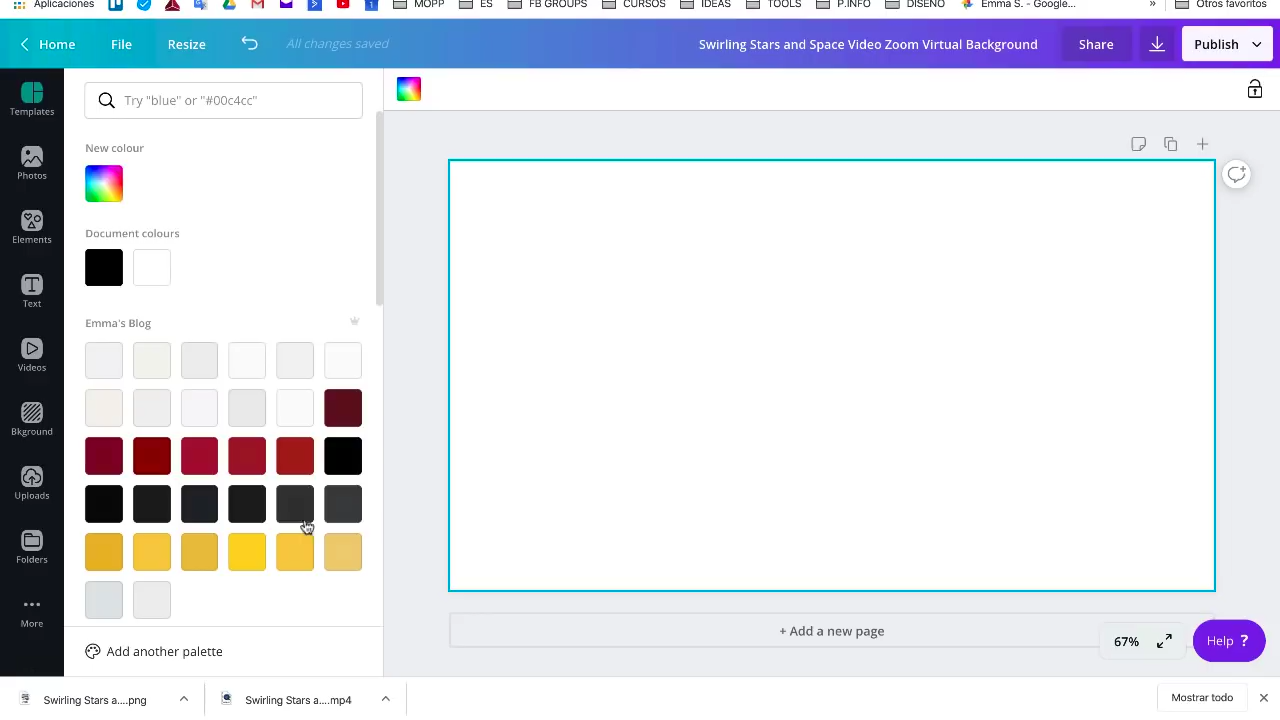 Aplicaciones MOPP ES FB GROUPS CURSOS IDEAS TOOLS P.INFO DISENO Emma S. - Google... » Otros favoritos
Home File Resize All changes saved Swirling Stars and Space Video Zoom Virtual Background Share Publish
Templates
Photos
Elements
Text
Videos
Bkground
Uploads
Folders
More
Try "blue" or "#00c4cc"
New colour
Document colours
Emma's Blog
Add another palette
+ Add a new page
67%
Help ?
Swirling Stars a....png
Swirling Stars a....mp4
Mostrar todo